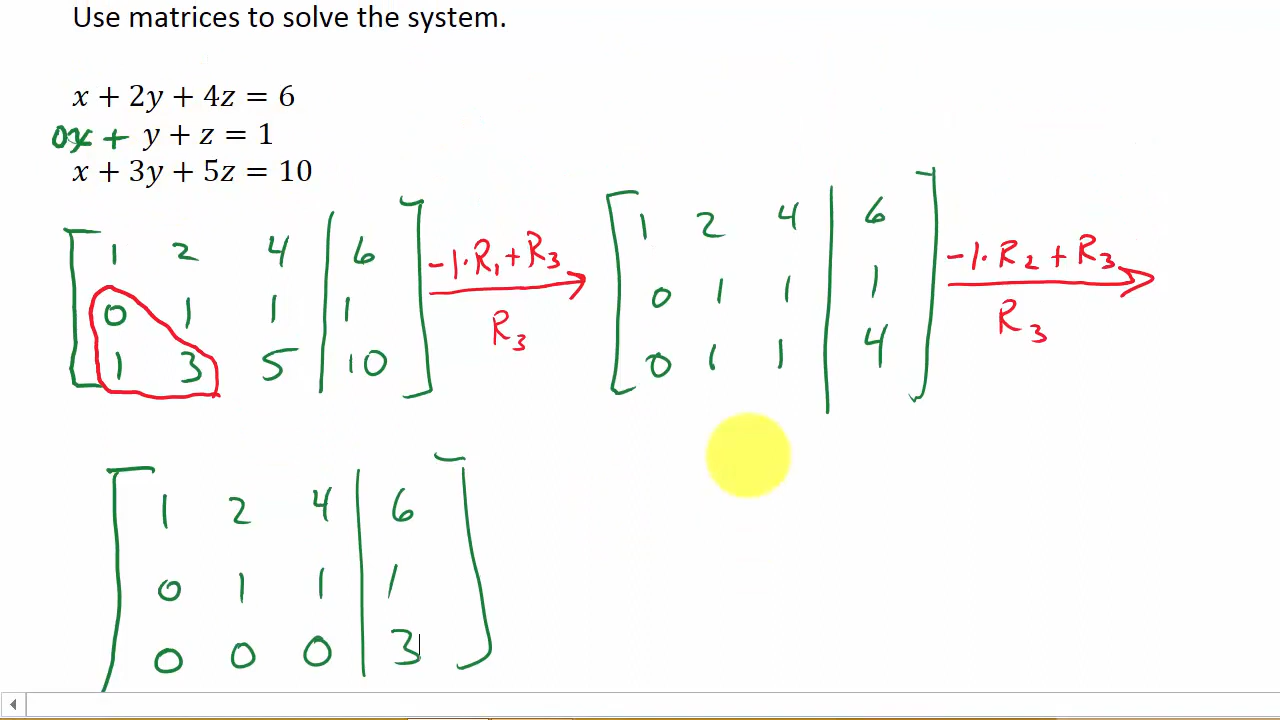 Use matrices to solve the system.
x + 2y + 4z = 6
0x + y + z = 1
x + 3y + 5z = 10
1 2 4 | 6
0 1 1 | 1
1 3 5 | 10
-1·R₁ + R₃
R₃
1 2 4 | 6
0 1 1 | 1
0 1 1 | 4
-1·R₂ + R₃
R₃
1 2 4 | 6
0 1 1 | 1
0 0 0 | 3